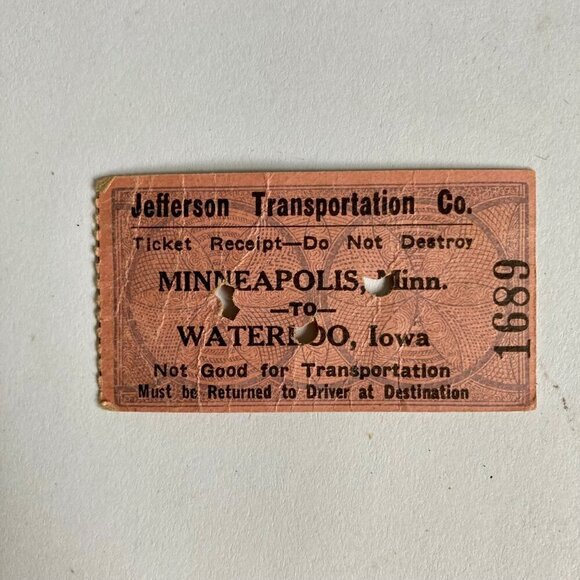 Jefferson Transportation Co.
Ticket Receipt—Do Not Destroy
MINNEAPOLIS, Minn.
—TO—
WATERLOO, Iowa
Not Good for Transportation
Must be Returned to Driver at Destination
1689